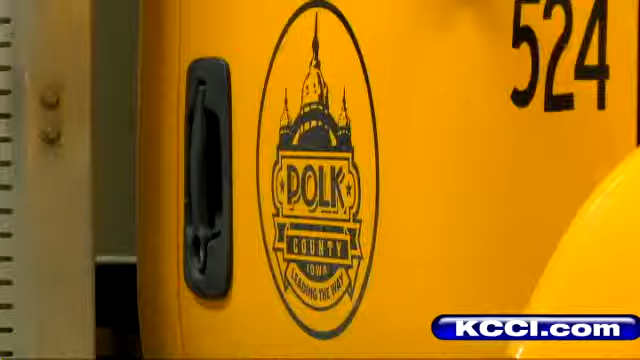 524
POLK
COUNTY
IOWA
LEADING THE WAY
KCCI.com